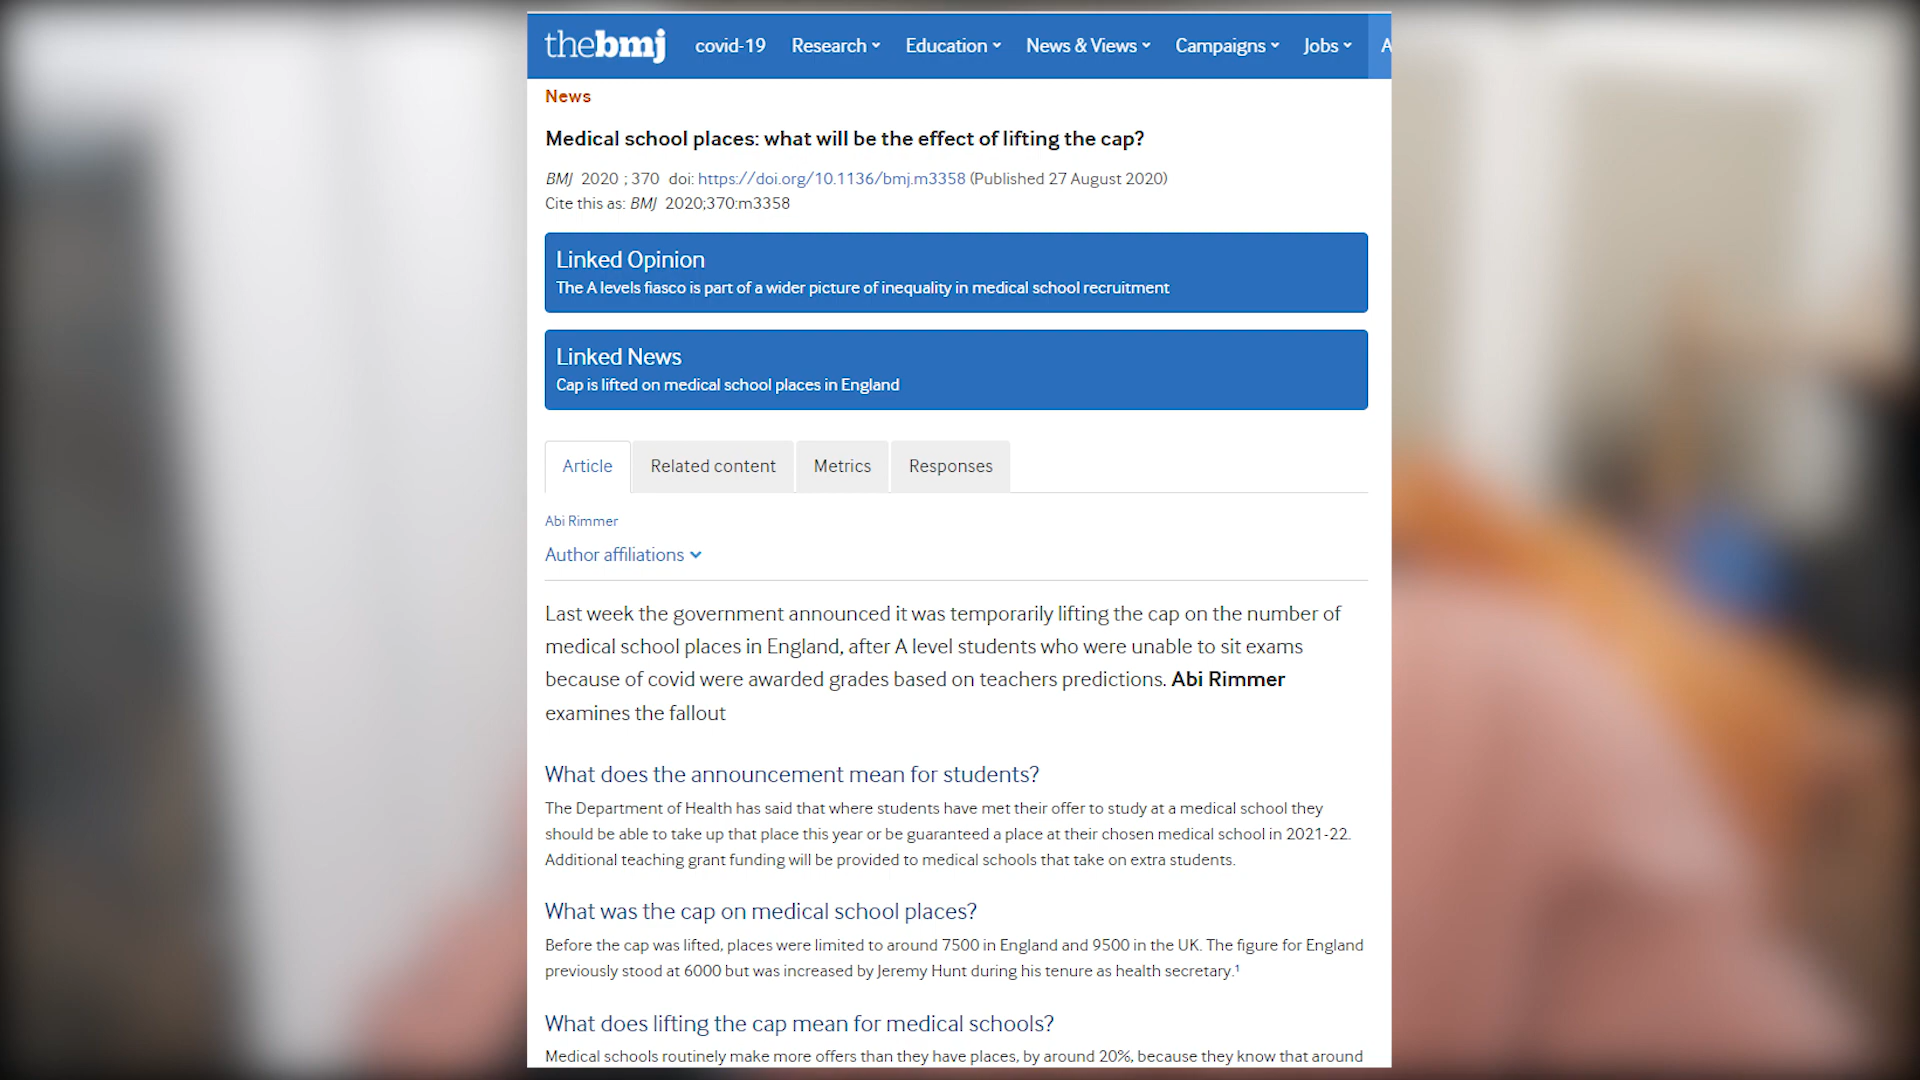 thebmj covid-19 Research Education News & Views Campaigns Jobs A
News
Medical school places: what will be the effect of lifting the cap?
BMJ 2020 ; 370 doi: https://doi.org/10.1136/bmj.m3358 (Published 27 August 2020)
Cite this as: BMJ 2020;370:m3358
Linked Opinion
The A levels fiasco is part of a wider picture of inequality in medical school recruitment
Linked News
Cap is lifted on medical school places in England
Article Related content Metrics Responses
Abi Rimmer
Author affiliations
Last week the government announced it was temporarily lifting the cap on the number of
medical school places in England, after A level students who were unable to sit exams
because of covid were awarded grades based on teachers predictions. Abi Rimmer
examines the fallout
What does the announcement mean for students?
The Department of Health has said that where students have met their offer to study at a medical school they
should be able to take up that place this year or be guaranteed a place at their chosen medical school in 2021-22.
Additional teaching grant funding will be provided to medical schools that take on extra students.
What was the cap on medical school places?
Before the cap was lifted, places were limited to around 7500 in England and 9500 in the UK. The figure for England
previously stood at 6000 but was increased by Jeremy Hunt during his tenure as health secretary.¹
What does lifting the cap mean for medical schools?
Medical schools routinely make more offers than they have places, by around 20%, because they know that around